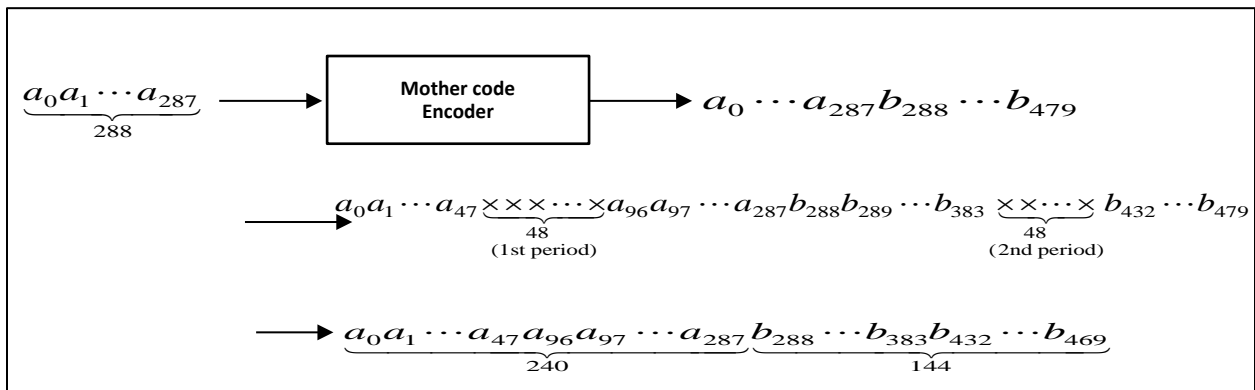 a₀a₁ ⋯ a₂₈₇
288
Mother code
Encoder
a₀ ⋯ a₂₈₇b₂₈₈ ⋯ b₄₇₉
a₀a₁ ⋯ a₄₇ ××× ⋯ × a₉₆a₉₇ ⋯ a₂₈₇b₂₈₈b₂₈₉ ⋯ b₃₈₃ ×× ⋯ × b₄₃₂ ⋯ b₄₇₉
48 48
(1st period) (2nd period)
a₀a₁ ⋯ a₄₇a₉₆a₉₇ ⋯ a₂₈₇ b₂₈₈ ⋯ b₃₈₃b₄₃₂ ⋯ b₄₆₉
240 144